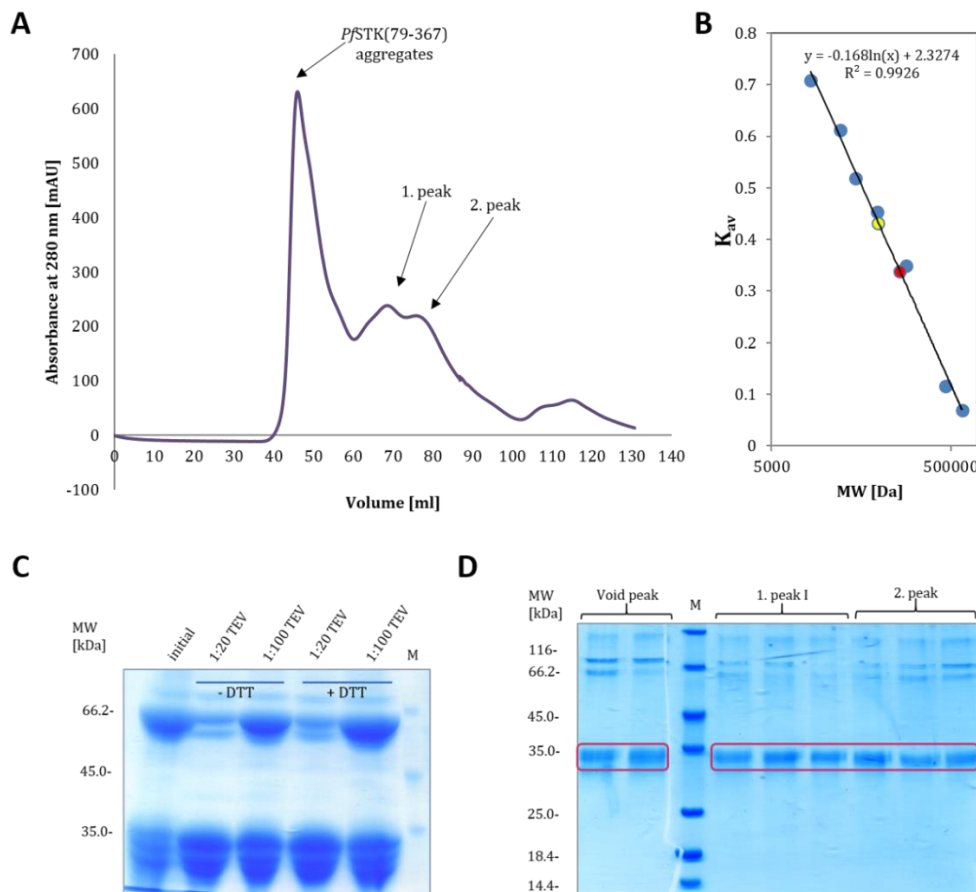 A
PfSTK(79-367)
aggregates
700
600
500
400
300
200
100
0
-100
Absorbance at 280 nm [mAU]
1. peak
2. peak
0 10 20 30 40 50 60 70 80 90 100 110 120 130 140
Volume [ml]
B
0.8
0.7
0.6
0.5
0.4
0.3
0.2
0.1
0
Kav
y = -0.168ln(x) + 2.3274
R² = 0.9926
5000 500000
MW [Da]
C
MW
[kDa]
initial
1:20 TEV
1:100 TEV
1:20 TEV
1:100 TEV
M
- DTT
+ DTT
66.2-
45.0-
35.0-
D
MW
[kDa]
Void peak
M
1. peak I
2. peak
116-
66.2-
45.0-
35.0-
25.0-
18.4-
14.4-